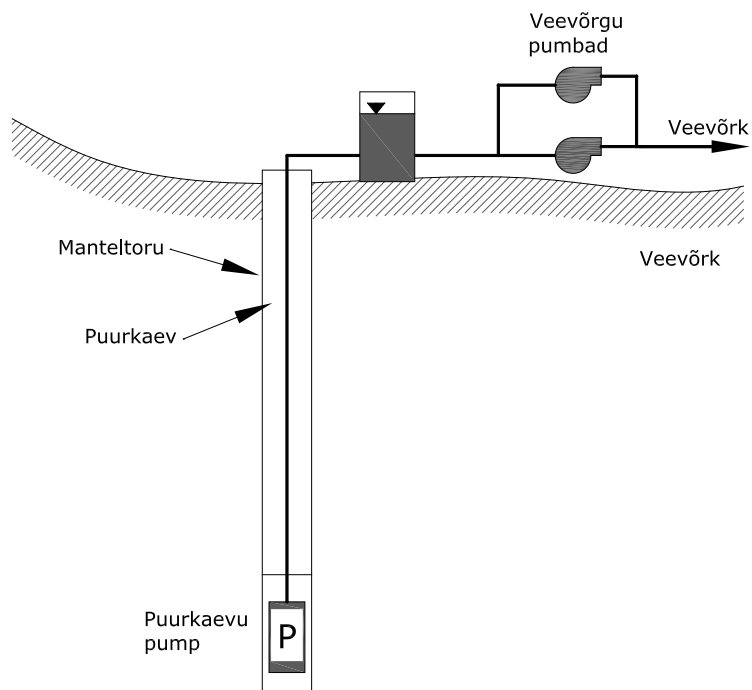 Veevõrgu
pumbad
Veevõrk
Manteltoru
Veevõrk
Puurkaev
Puurkaevu
pump
P